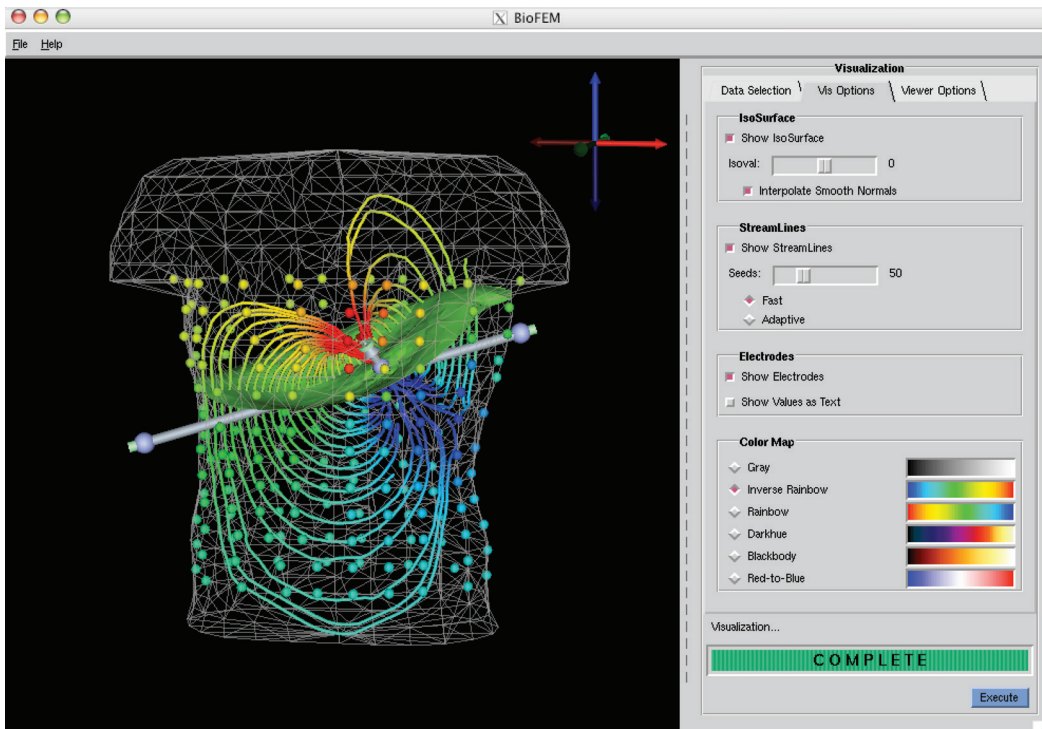 BioFEM
File Help
Visualization
Data Selection Vis Options Viewer Options
IsoSurface
Show IsoSurface
Isoval: 0
Interpolate Smooth Normals
StreamLines
Show StreamLines
Seeds: 50
Fast
Adaptive
Electrodes
Show Electrodes
Show Values as Text
Color Map
Gray
Inverse Rainbow
Rainbow
Darkhue
Blackbody
Red-to-Blue
Visualization...
COMPLETE
Execute